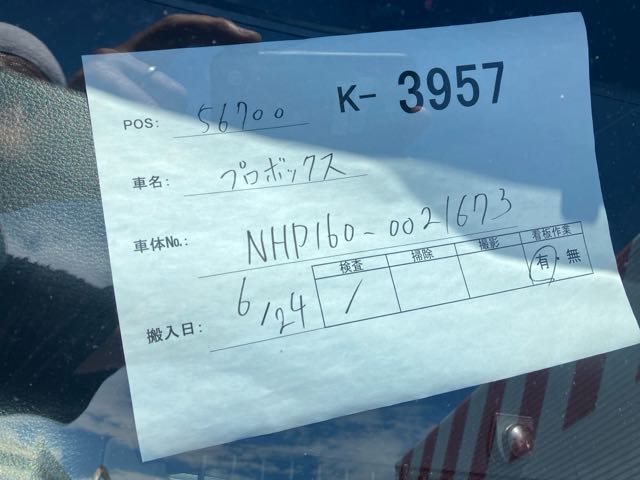 K- 3957
POS: 56700
車名: プロボックス
車体No.: NHP160-0021673
検査 掃除 撮影 看板作業
/ 有・無
搬入日: 6/24